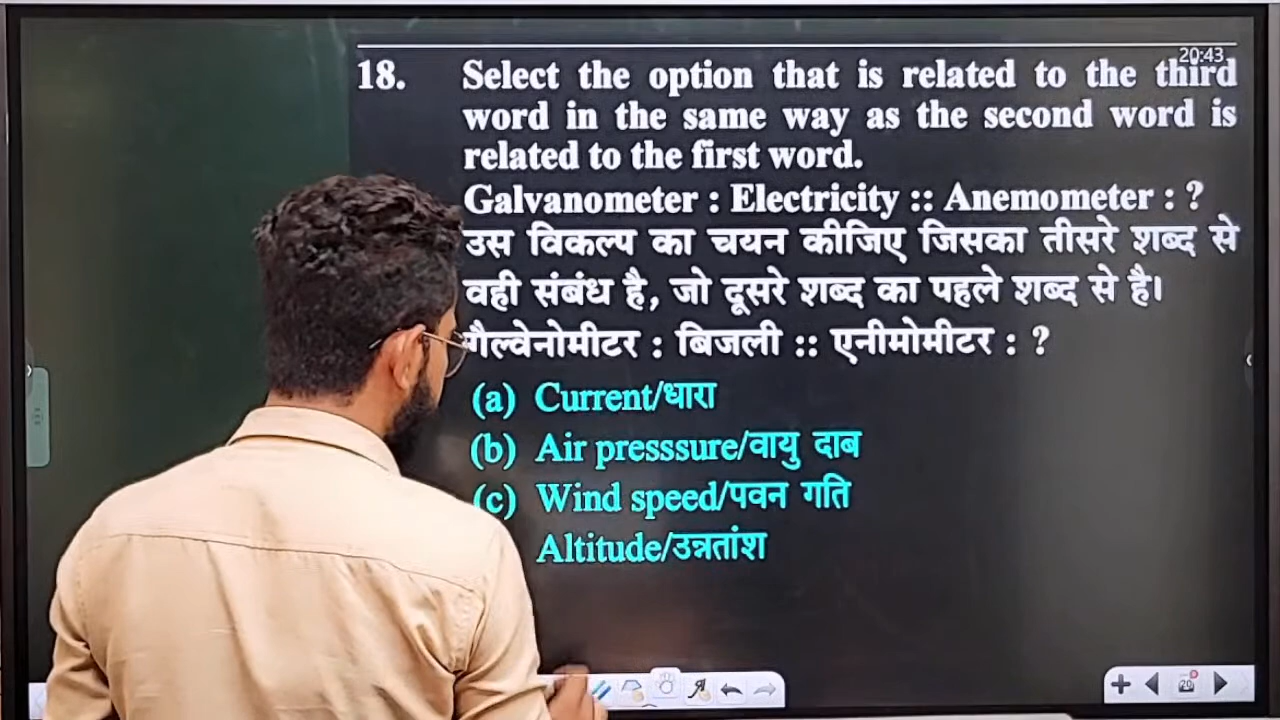 20:43
18. Select the option that is related to the third
word in the same way as the second word is
related to the first word.
Galvanometer : Electricity :: Anemometer : ?
उस विकल्प का चयन कीजिए जिसका तीसरे शब्द से
वही संबंध है, जो दूसरे शब्द का पहले शब्द से है।
गैल्वेनोमीटर : बिजली :: एनीमोमीटर : ?
(a) Current/धारा
(b) Air presssure/वायु दाब
(c) Wind speed/पवन गति
Altitude/उन्नतांश
20